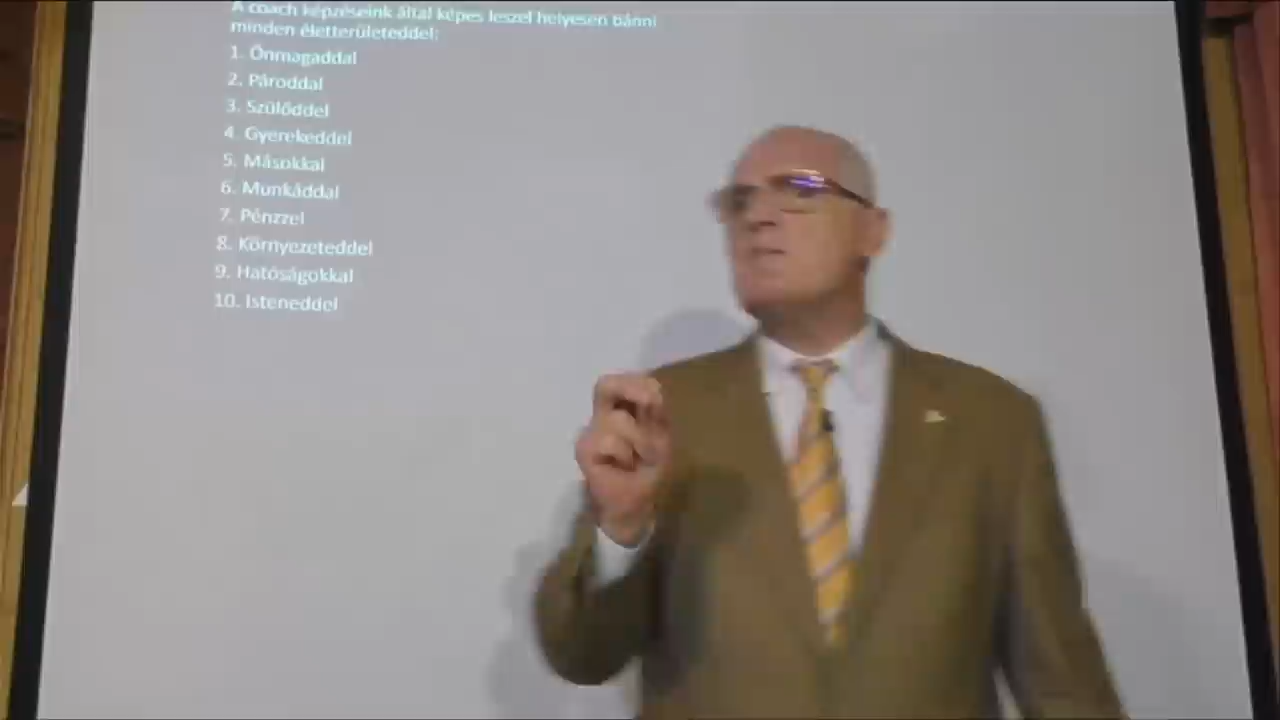 A coach képzéseink által képes leszel helyesen bánni
minden életterületeddel:
1. Önmagaddal
2. Pároddal
3. Szülőddel
4. Gyerekeddel
5. Másokkal
6. Munkáddal
7. Pénzzel
8. Környezeteddel
9. Hatóságokkal
10. Isteneddel